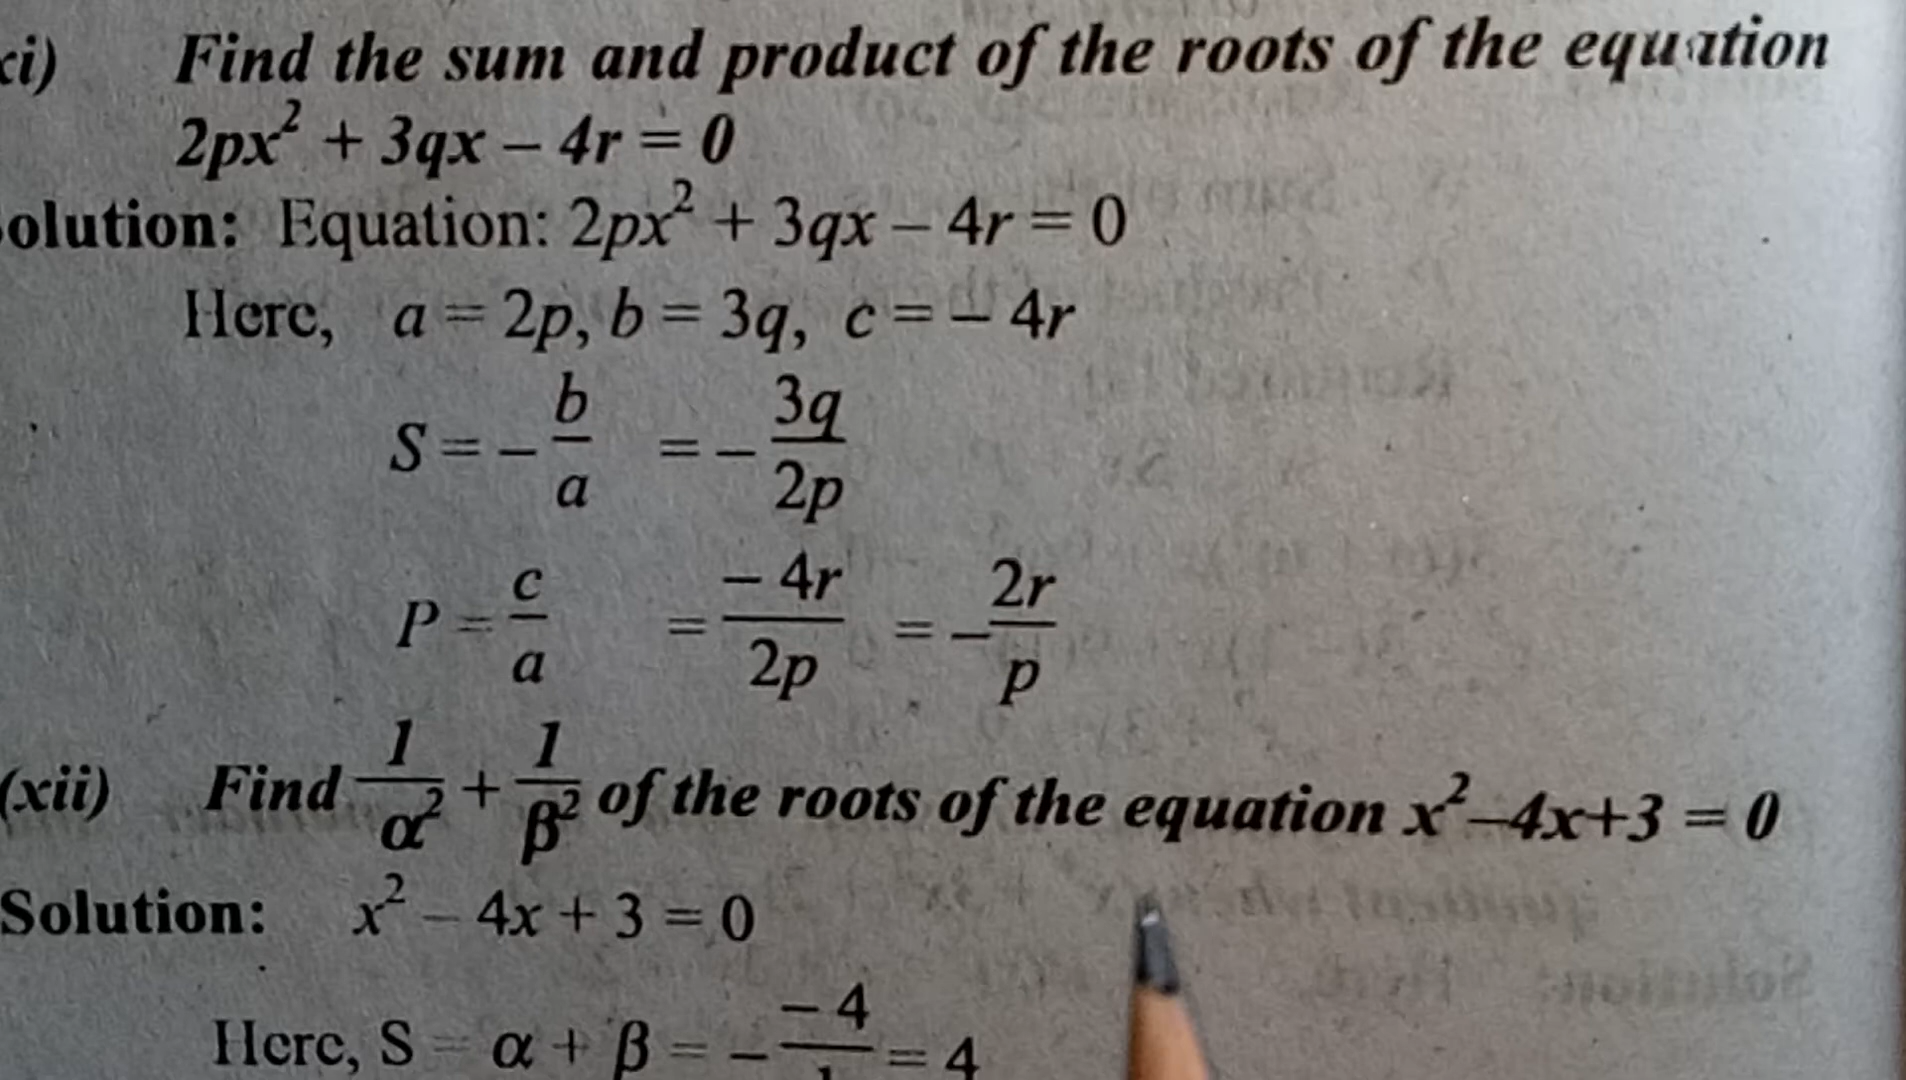 xi) Find the sum and product of the roots of the equation
2px² + 3qx – 4r = 0
olution: Equation: 2px² + 3qx – 4r = 0
Here, a = 2p, b = 3q, c = – 4r
S = – b/a = – 3q/2p
P = c/a = – 4r/2p = – 2r/p
(xii) Find 1/α² + 1/β² of the roots of the equation x²–4x+3 = 0
Solution: x² – 4x + 3 = 0
Here, S = α + β = – – 4/1 = 4